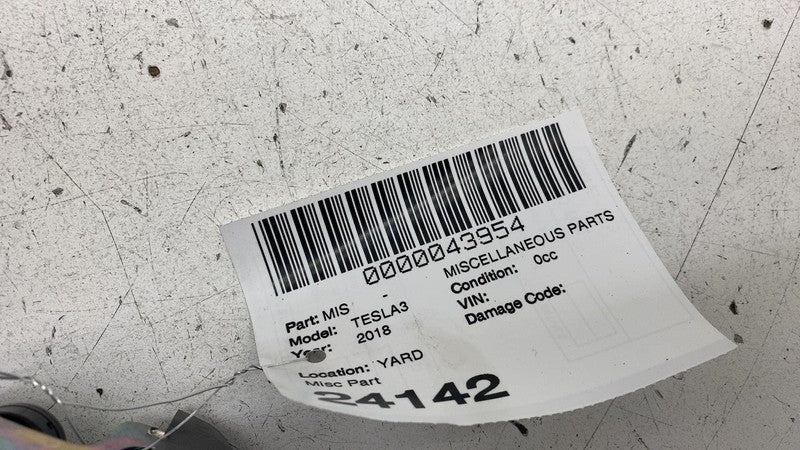 0000043954
Part: MIS - MISCELLANEOUS PARTS
Model: TESLA3 Condition: 0cc
Year: 2018 VIN:
Damage Code:
Location: YARD
Misc Part
24142